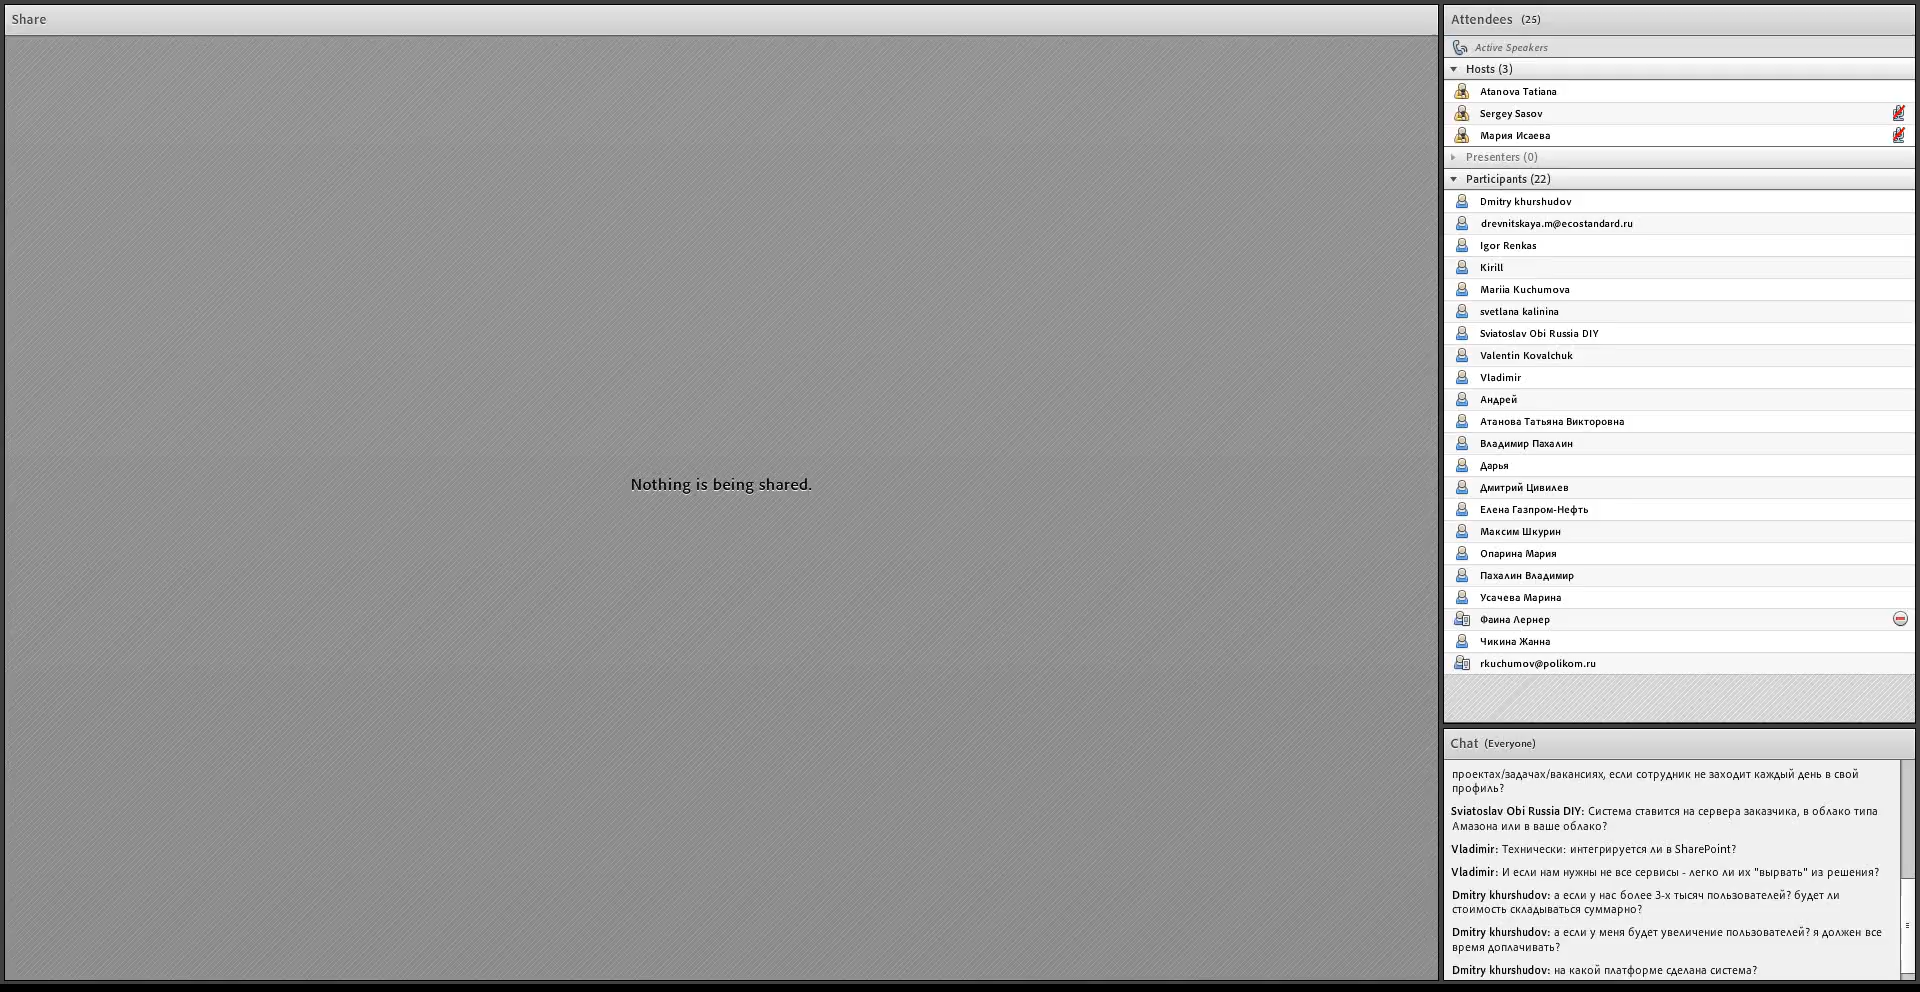 Share
Nothing is being shared.
Attendees (25)
Active Speakers
Hosts (3)
Atanova Tatiana
Sergey Sasov
Мария Исаева
Presenters (0)
Participants (22)
Dmitry khurshudov
drevnitskaya.m@ecostandard.ru
Igor Renkas
Kirill
Mariia Kuchumova
svetlana kalinina
Sviatoslav Obi Russia DIY
Valentin Kovalchuk
Vladimir
Андрей
Атанова Татьяна Викторовна
Владимир Пахалин
Дарья
Дмитрий Цивилев
Елена Газпром-Нефть
Максим Шкурин
Опарина Мария
Пахалин Владимир
Усачева Марина
Фаина Лернер
Чикина Жанна
rkuchumov@polikom.ru
Chat (Everyone)
проектах/задачах/вакансиях, если сотрудник не заходит каждый день в свой
профиль?
Sviatoslav Obi Russia DIY: Система ставится на сервера заказчика, в облако типа
Амазона или в ваше облако?
Vladimir: Технически: интегрируется ли в SharePoint?
Vladimir: И если нам нужны не все сервисы - легко ли их "вырвать" из решения?
Dmitry khurshudov: а если у нас более 3-х тысяч пользователей? будет ли
стоимость складываться суммарно?
Dmitry khurshudov: а если у меня будет увеличение пользователей? я должен все
время доплачивать?
Dmitry khurshudov: на какой платформе сделана система?